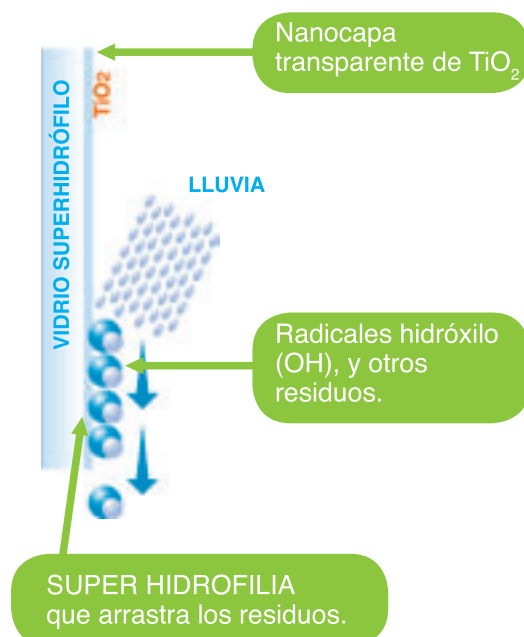 Nanocapa
transparente de TiO₂
TiO₂
VIDRIO SUPERHIDRÓFILO
LLUVIA
Radicales hidróxilo
(OH), y otros
residuos.
SUPER HIDROFILIA
que arrastra los residuos.